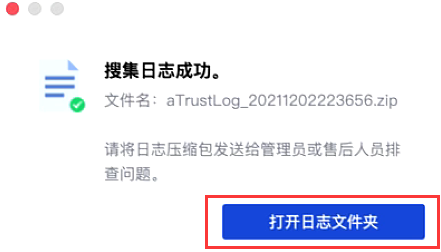 搜集日志成功。
文件名：aTrustLog_20211202223656.zip
请将日志压缩包发送给管理员或售后人员排
查问题。
打开日志文件夹